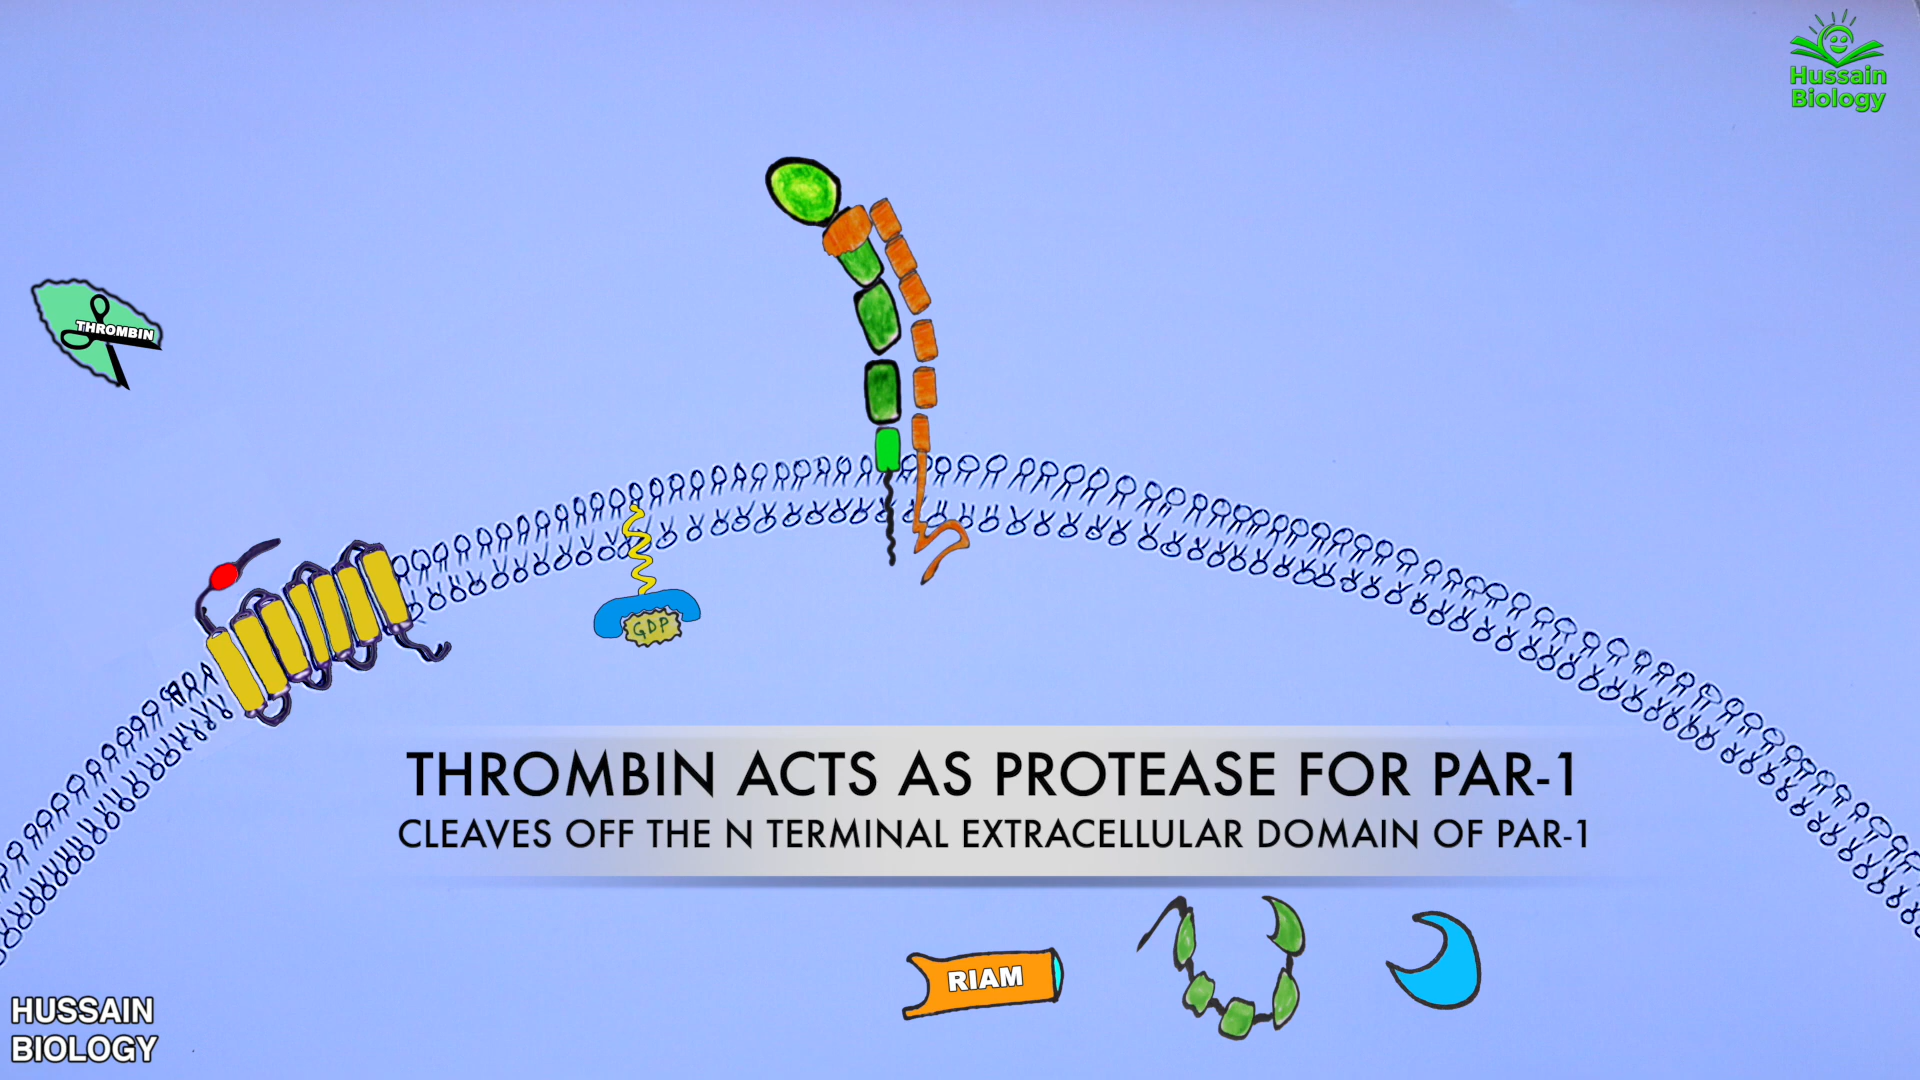 Hussain
Biology
THROMBIN
GDP
THROMBIN ACTS AS PROTEASE FOR PAR-1
CLEAVES OFF THE N TERMINAL EXTRACELLULAR DOMAIN OF PAR-1
RIAM
HUSSAIN
BIOLOGY